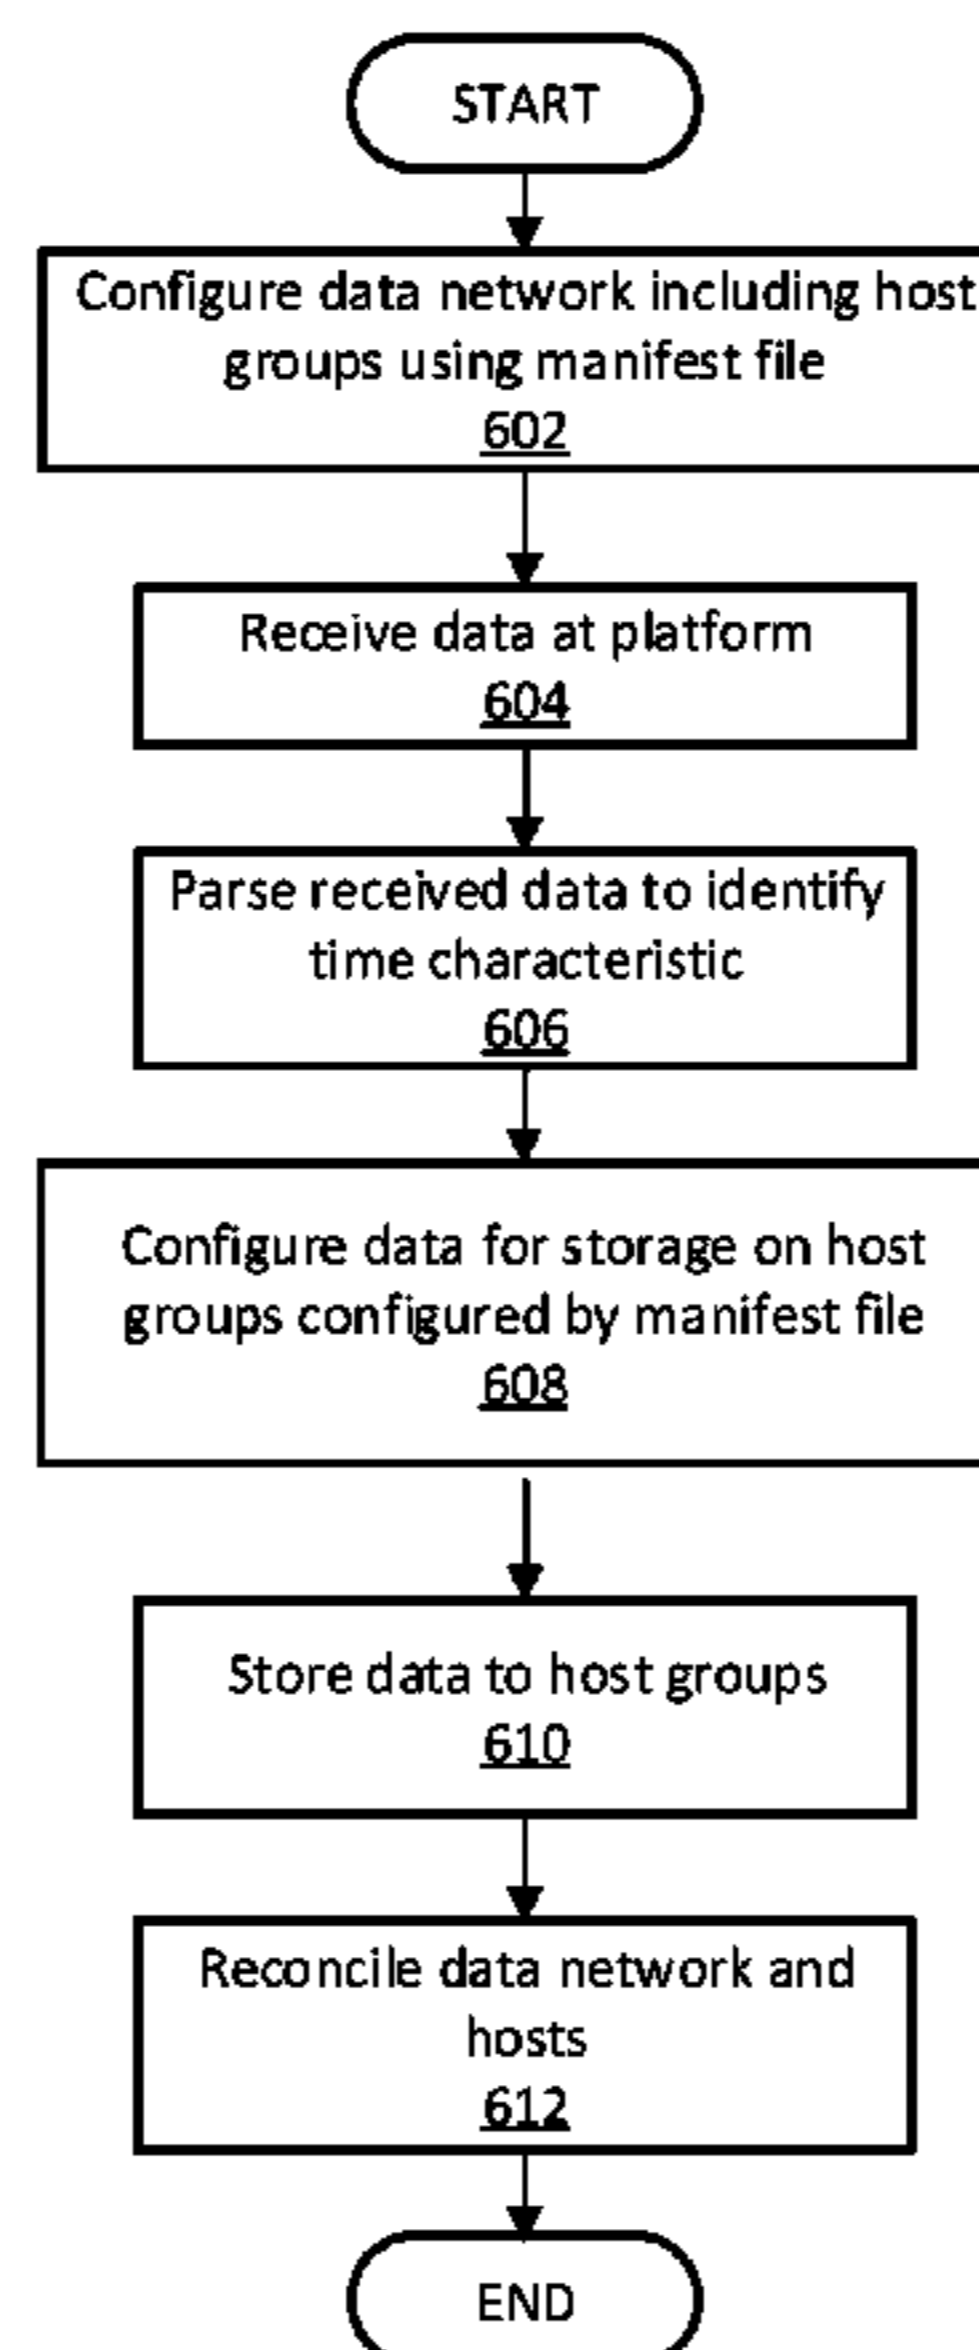 START
Configure data network including host
groups using manifest file
602
Receive data at platform
604
Parse received data to identify
time characteristic
606
Configure data for storage on host
groups configured by manifest file
608
Store data to host groups
610
Reconcile data network and
hosts
612
END